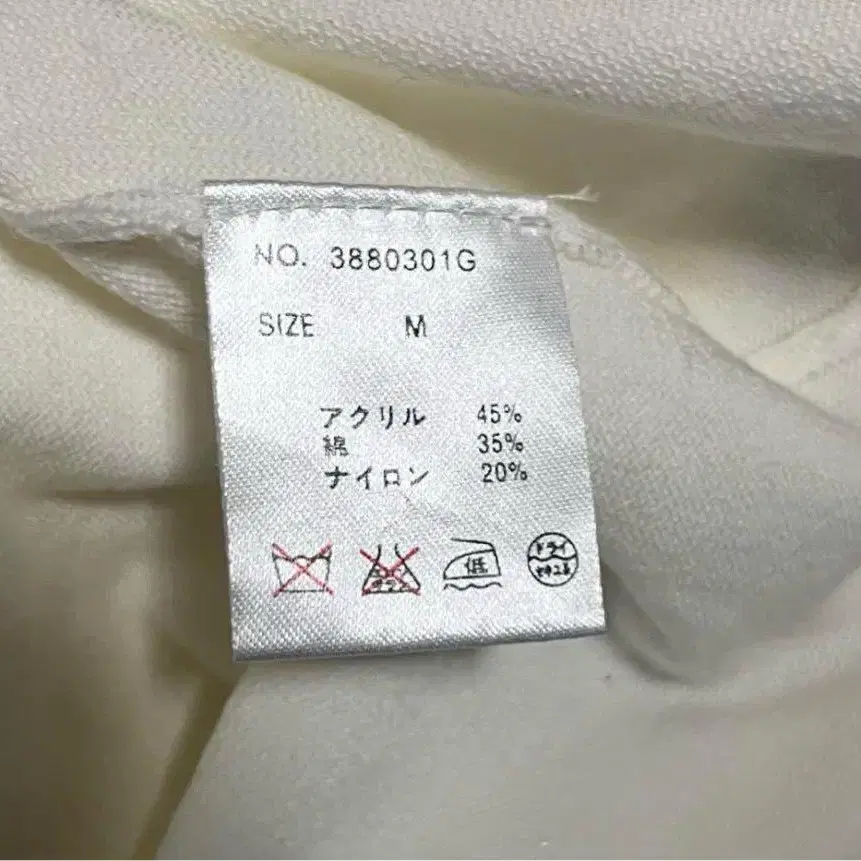 NO. 3880301G
SIZE M
アクリル 45%
綿 35%
ナイロン 20%
低
ドライ